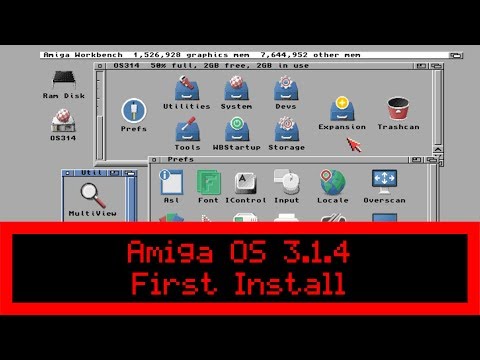 Amiga Workbench 1,526,928 graphics mem 7,644,952 other mem
OS314 50% full, 2GB free, 2GB in use
Ram Disk
OS314
Prefs
Utilities System Devs
Expansion Trashcan
Tools WBStartup Storage
Prefs
Util
MultiView
Asl Font IControl Input Locale Overscan
Amiga OS 3.1.4
First Install